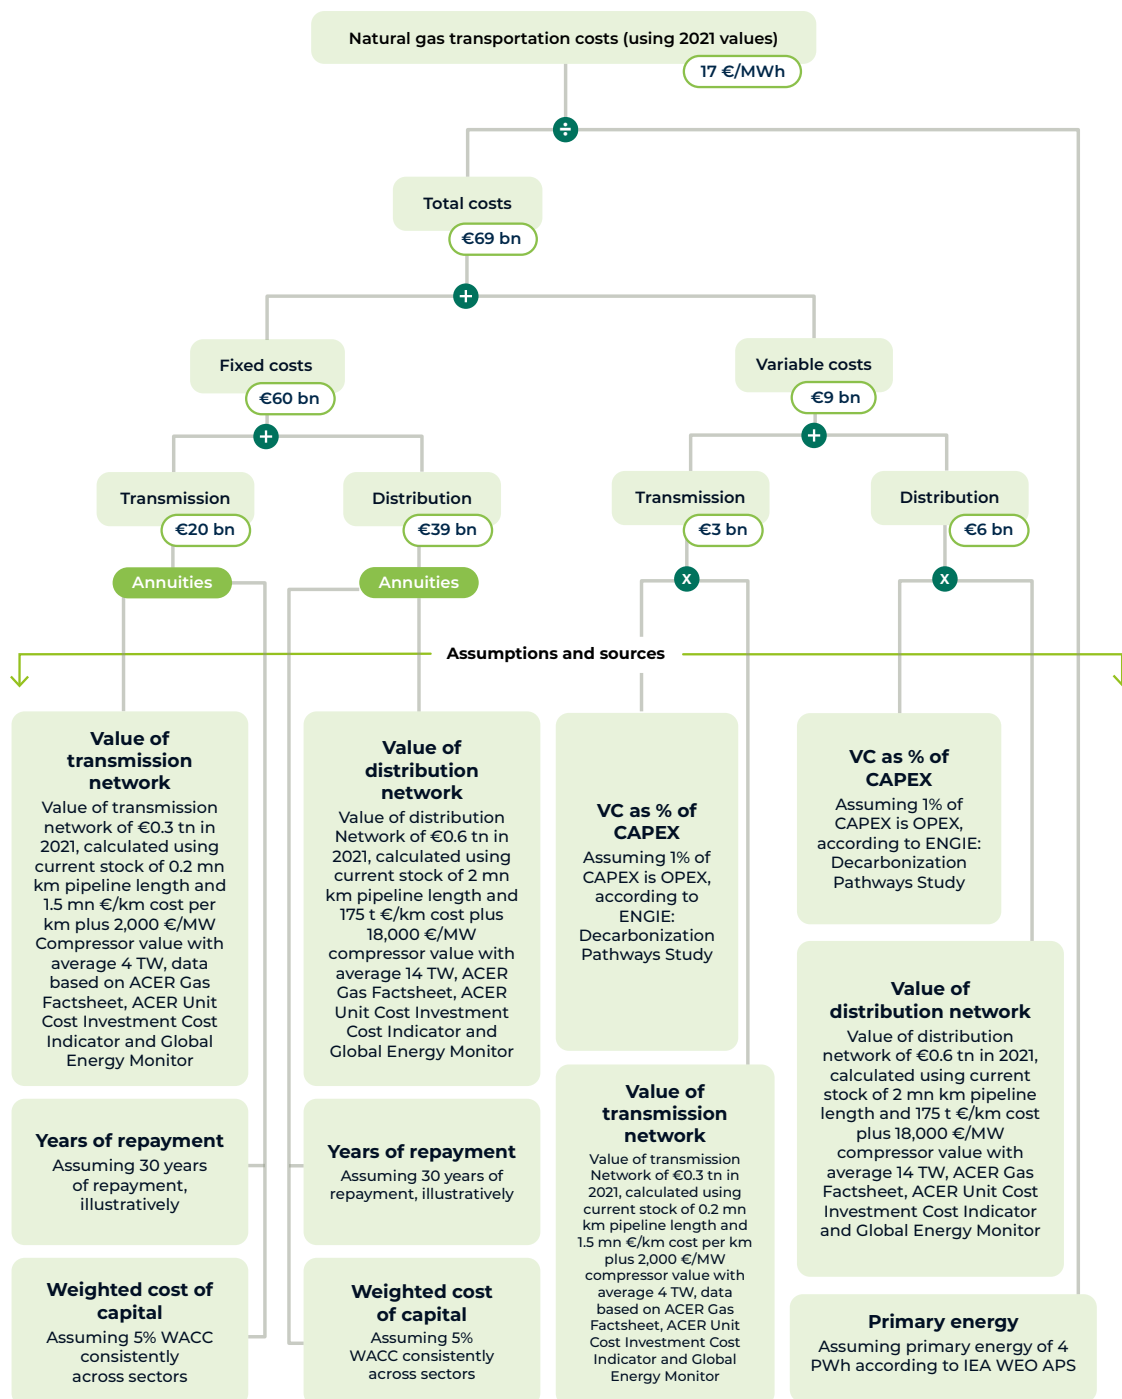 Natural gas transportation costs (using 2021 values)
17 €/MWh
÷
Total costs
€69 bn
+
Fixed costs
€60 bn
+
Variable costs
€9 bn
+
Transmission
€20 bn
Distribution
€39 bn
Transmission
€3 bn
Distribution
€6 bn
Annuities
Annuities
X
X
Assumptions and sources
Value of
transmission
network
Value of transmission
network of €0.3 tn in
2021, calculated using
current stock of 0.2 mn
km pipeline length and
1.5 mn €/km cost per
km plus 2,000 €/MW
Compressor value with
average 4 TW, data
based on ACER Gas
Factsheet, ACER Unit
Cost Investment Cost
Indicator and Global
Energy Monitor
Years of repayment
Assuming 30 years
of repayment,
illustratively
Weighted cost of
capital
Assuming 5% WACC
consistently
across sectors
Value of
distribution
network
Value of distribution
Network of €0.6 tn in
2021, calculated using
current stock of 2 mn
km pipeline length and
175 t €/km cost plus
18,000 €/MW
compressor value with
average 14 TW, ACER
Gas Factsheet, ACER
Unit Cost Investment
Cost Indicator and
Global Energy Monitor
Years of repayment
Assuming 30 years of
repayment, illustratively
Weighted cost
of capital
Assuming 5%
WACC consistently
across sectors
VC as % of
CAPEX
Assuming 1% of
CAPEX is OPEX,
according to
ENGIE:
Decarbonization
Pathways Study
Value of
transmission
network
Value of transmission
Network of €0.3 tn in
2021, calculated using
current stock of 0.2 mn
km pipeline length and
1.5 mn €/km cost per km
plus 2,000 €/MW
compressor value with
average 4 TW, data
based on ACER Gas
Factsheet, ACER Unit
Cost Investment Cost
Indicator and Global
Energy Monitor
VC as % of
CAPEX
Assuming 1% of
CAPEX is OPEX,
according to ENGIE:
Decarbonization
Pathways Study
Value of
distribution network
Value of distribution
network of €0.6 tn in 2021,
calculated using current
stock of 2 mn km pipeline
length and 175 t €/km cost
plus 18,000 €/MW
compressor value with
average 14 TW, ACER Gas
Factsheet, ACER Unit Cost
Investment Cost Indicator
and Global Energy Monitor
Primary energy
Assuming primary energy of 4
PWh according to IEA WEO APS